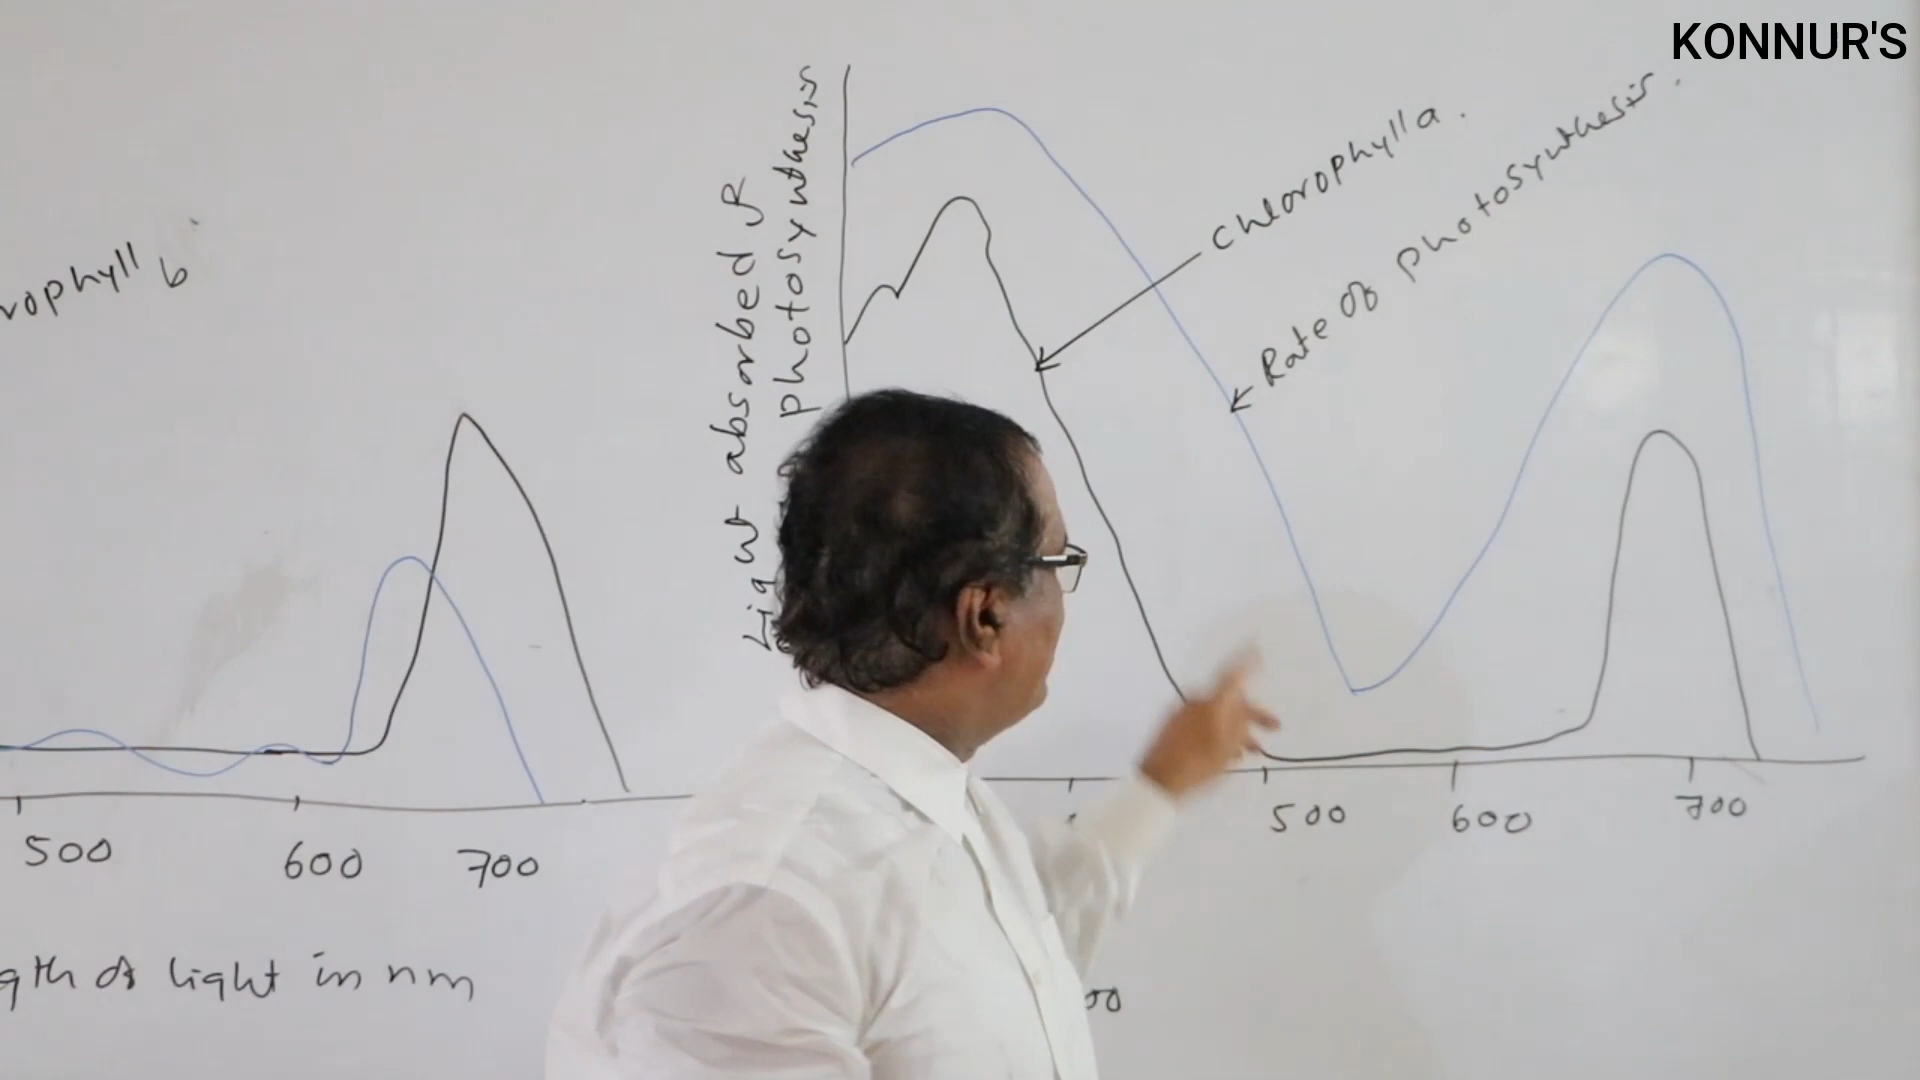 KONNUR'S
rophyll b
Light absorbed &
photosynthesis
chlorophyll a.
Rate of photosynthesis.
500
600
700
500
600
700
gth of light in nm
00